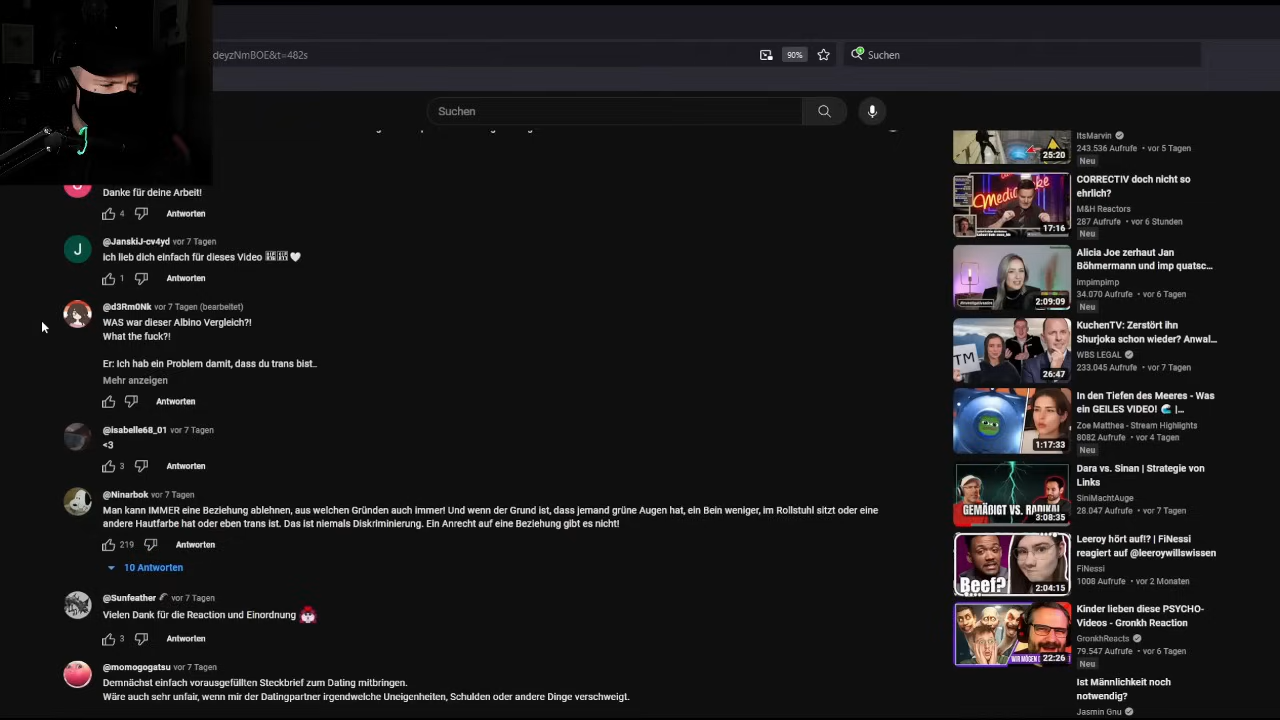 deyzNmBOE&t=482s
90%
Suchen
Suchen
Danke für deine Arbeit!
4
Antworten
@JanskiJ-cv4yd vor 7 Tagen
Ich lieb dich einfach für dieses Video
1
Antworten
@d3Rm0Nk vor 7 Tagen (bearbeitet)
WAS war dieser Albino Vergleich?!
What the fuck?!
Er: Ich hab ein Problem damit, dass du trans bist..
Mehr anzeigen
Antworten
@isabelle68_01 vor 7 Tagen
<3
3
Antworten
@Ninarbok vor 7 Tagen
Man kann IMMER eine Beziehung ablehnen, aus welchen Gründen auch immer! Und wenn der Grund ist, dass jemand grüne Augen hat, ein Bein weniger, im Rollstuhl sitzt oder eine
andere Hautfarbe hat oder eben trans ist. Das ist niemals Diskriminierung. Ein Anrecht auf eine Beziehung gibt es nicht!
219
Antworten
10 Antworten
@Sunfeather vor 7 Tagen
Vielen Dank für die Reaction und Einordnung
3
Antworten
@momogogatsu vor 7 Tagen
Demnächst einfach vorausgefüllten Steckbrief zum Dating mitbringen.
Wäre auch sehr unfair, wenn mir der Datingpartner irgendwelche Uneigenheiten, Schulden oder andere Dinge verschweigt.
25:20
ItsMarvin
243.536 Aufrufe • vor 5 Tagen
Neu
17:16
CORRECTIV doch nicht so
ehrlich?
M&H Reactors
287 Aufrufe • vor 6 Stunden
Neu
2:09:09
Alicia Joe zerhaut Jan
Böhmermann und imp quatsc...
impimpimp
34.070 Aufrufe • vor 6 Tagen
Neu
TM
26:47
KuchenTV: Zerstört ihn
Shurjoka schon wieder? Anwal...
WBS LEGAL
233.045 Aufrufe • vor 7 Tagen
1:17:33
In den Tiefen des Meeres - Was
ein GEILES VIDEO! 🌊 |...
Zoe Matthea - Stream Highlights
8082 Aufrufe • vor 4 Tagen
Neu
GEMÄßIGT VS. RADIKAL
3:08:35
Dara vs. Sinan | Strategie von
Links
SiniMachtAuge
28.047 Aufrufe • vor 7 Tagen
Beef?
2:04:15
Leeroy hört auf!? | FiNessi
reagiert auf @leeroywillswissen
FiNessi
1008 Aufrufe • vor 2 Monaten
22:26
Kinder lieben diese PSYCHO-
Videos - Gronkh Reaction
GronkhReacts
79.547 Aufrufe • vor 6 Tagen
Neu
Ist Männlichkeit noch
notwendig?
Jasmin Gnu